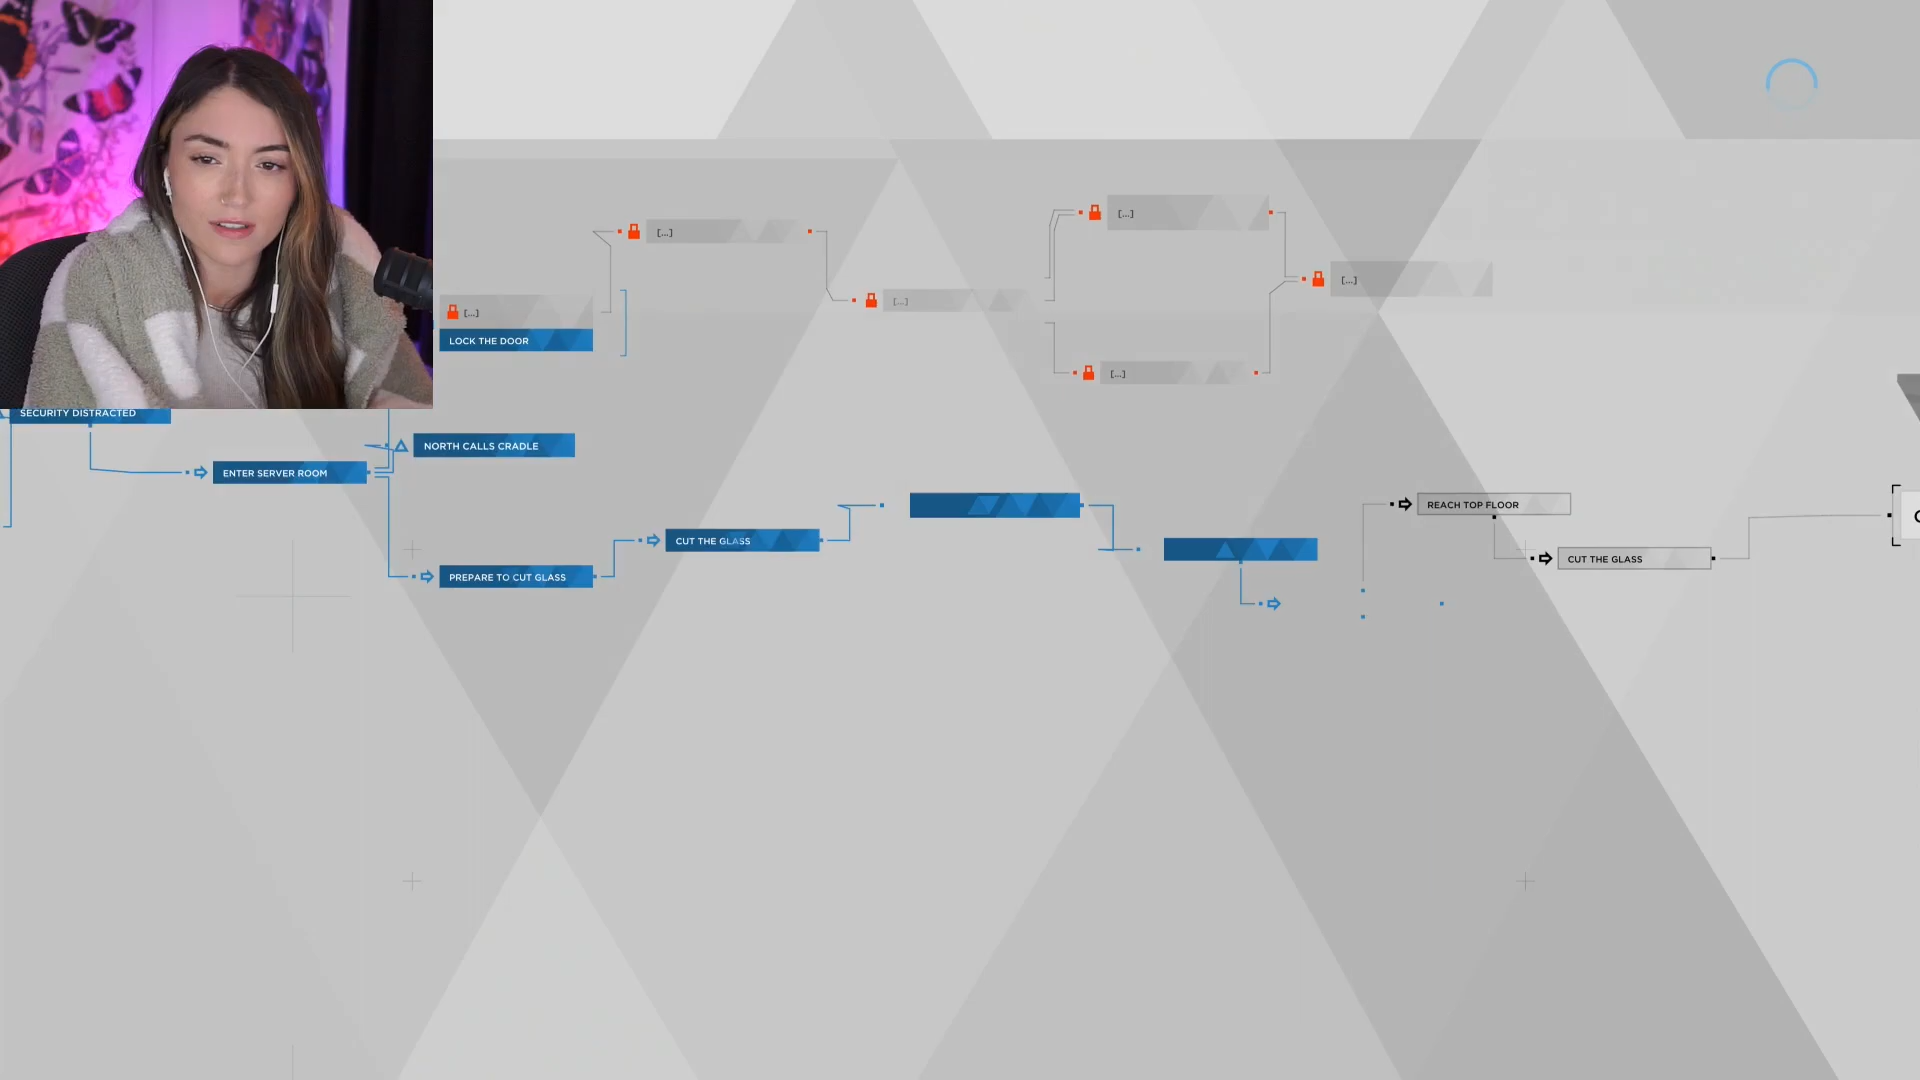 [...]
[...]
[...]
[...]
[...]
[...]
LOCK THE DOOR
SECURITY DISTRACTED
NORTH CALLS CRADLE
ENTER SERVER ROOM
REACH TOP FLOOR
CUT THE GLASS
CUT THE GLASS
PREPARE TO CUT GLASS